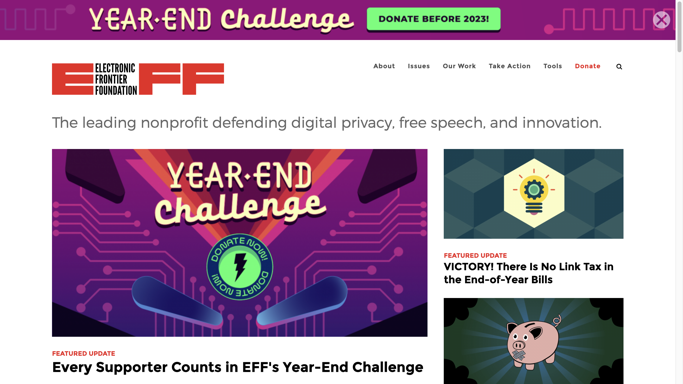 YEAR-END Challenge
DONATE BEFORE 2023!
ELECTRONIC
FRONTIER
FOUNDATION
EFF
About Issues Our Work Take Action Tools Donate
The leading nonprofit defending digital privacy, free speech, and innovation.
YEAR-END
Challenge
DONATE NOW!
DONATE NOW!
FEATURED UPDATE
Every Supporter Counts in EFF's Year-End Challenge
FEATURED UPDATE
VICTORY! There Is No Link Tax in
the End-of-Year Bills